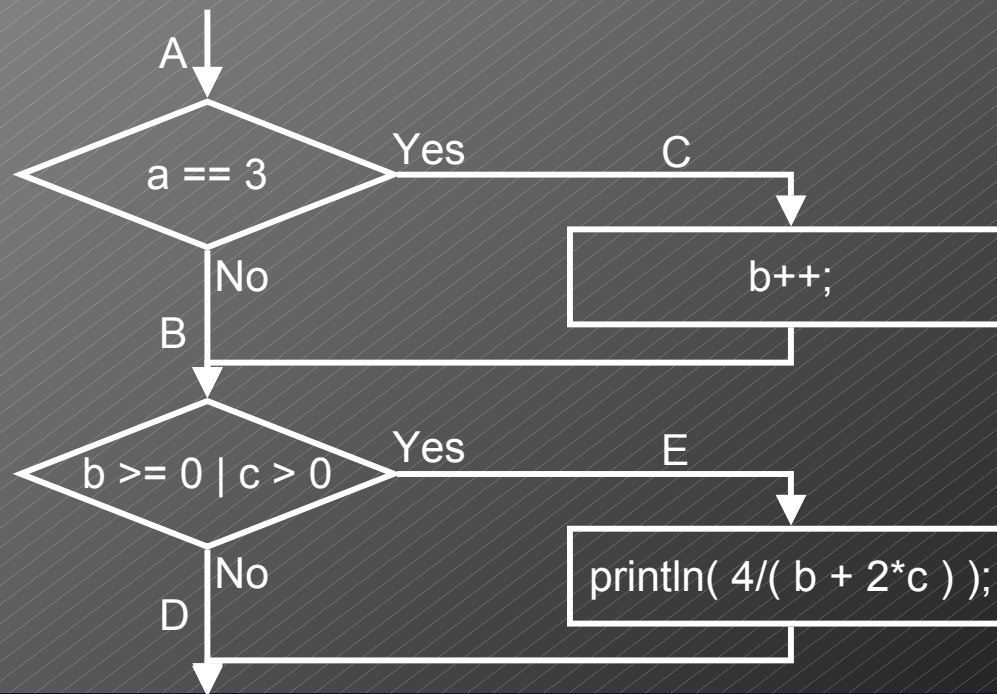 A
a == 3
Yes
C
No
b++;
B
b >= 0 | c > 0
Yes
E
No
println( 4/( b + 2*c ) );
D